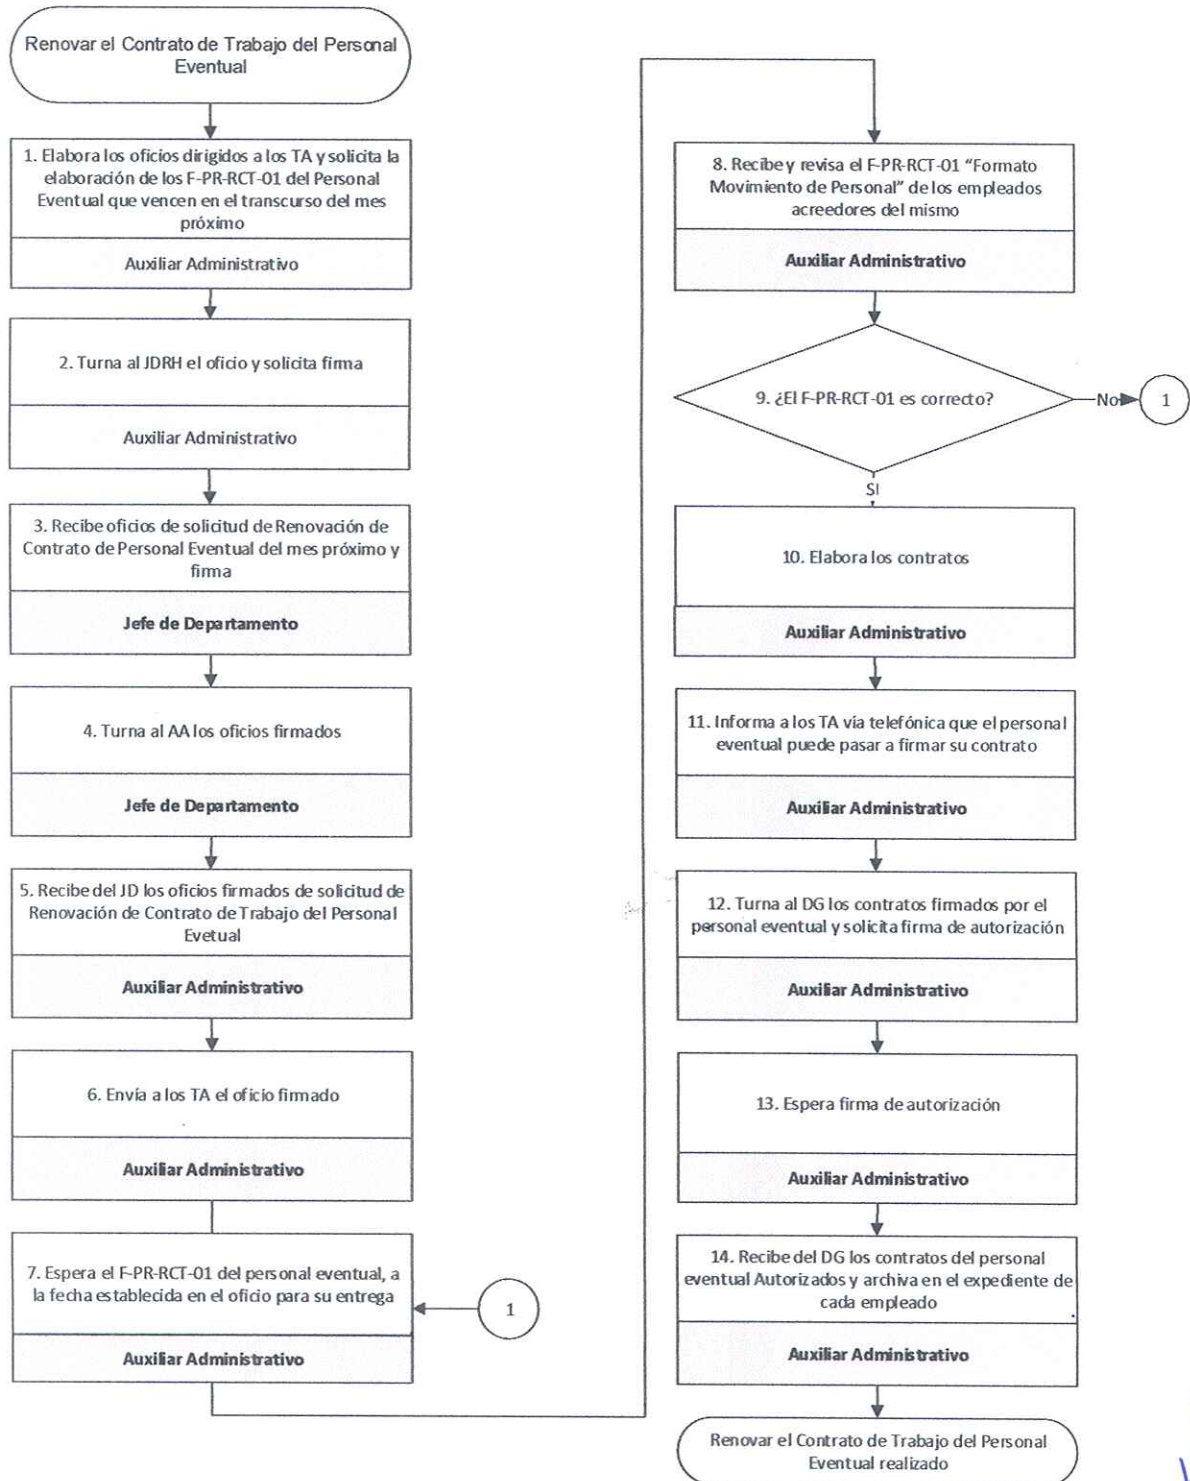 Renovar el Contrato de Trabajo del Personal
Eventual
1. Elabora los oficios dirigidos a los TA y solicita la
elaboración de los F-PR-RCT-01 del Personal
Eventual que vencen en el transcurso del mes
próximo
Auxiliar Administrativo
2. Turna al JDRH el oficio y solicita firma
Auxiliar Administrativo
3. Recibe oficios de solicitud de Renovación de
Contrato de Personal Eventual del mes próximo y
firma
Jefe de Departamento
4. Turna al AA los oficios firmados
Jefe de Departamento
5. Recibe del JD los oficios firmados de solicitud de
Renovación de Contrato de Trabajo del Personal
Evetual
Auxiliar Administrativo
6. Envía a los TA el oficio firmado
Auxiliar Administrativo
7. Espera el F-PR-RCT-01 del personal eventual, a
la fecha establecida en el oficio para su entrega
Auxiliar Administrativo
1
8. Recibe y revisa el F-PR-RCT-01 “Formato
Movimiento de Personal” de los empleados
acreedores del mismo
Auxiliar Administrativo
9. ¿El F-PR-RCT-01 es correcto?
No
1
SI
10. Elabora los contratos
Auxiliar Administrativo
11. Informa a los TA vía telefónica que el personal
eventual puede pasar a firmar su contrato
Auxiliar Administrativo
12. Turna al DG los contratos firmados por el
personal eventual y solicita firma de autorización
Auxiliar Administrativo
13. Espera firma de autorización
Auxiliar Administrativo
14. Recibe del DG los contratos del personal
eventual Autorizados y archiva en el expediente de
cada empleado
Auxiliar Administrativo
Renovar el Contrato de Trabajo del Personal
Eventual realizado